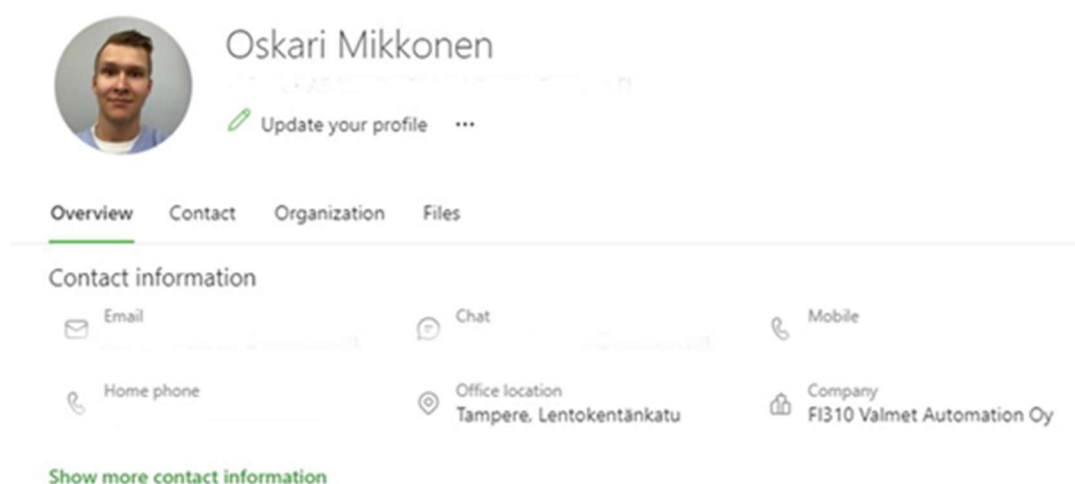 Oskari Mikkonen
Update your profile ...
Overview Contact Organization Files
Contact information
Email Chat Mobile
Home phone Office location Company
Tampere, Lentokentänkatu FI310 Valmet Automation Oy
Show more contact information